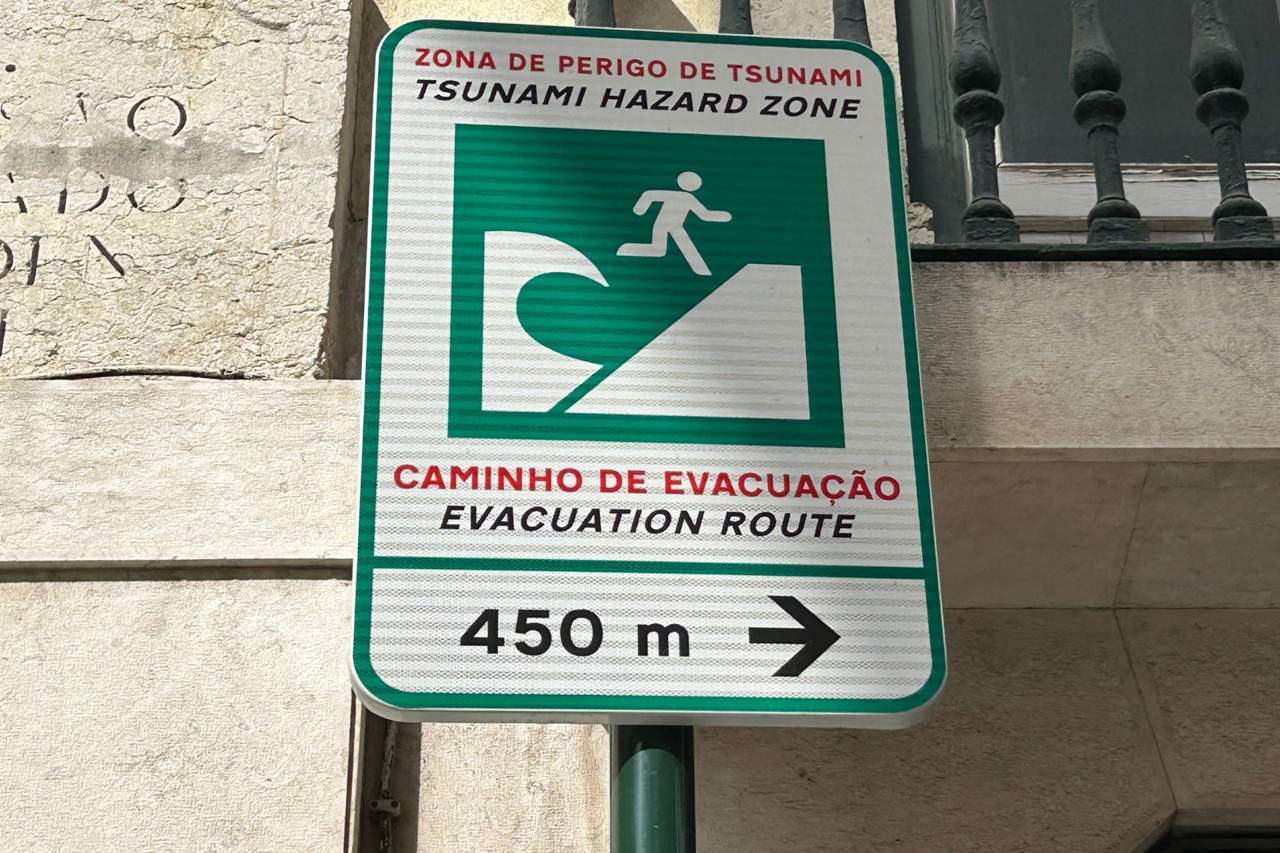 ZONA DE PERIGO DE TSUNAMI
TSUNAMI HAZARD ZONE
CAMINHO DE EVACUAÇÃO
EVACUATION ROUTE
450 m